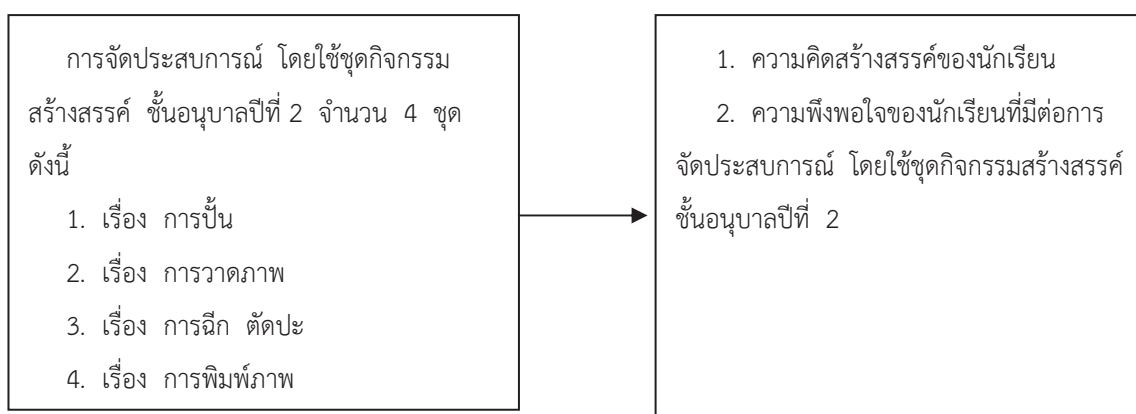 การจัดประสบการณ์ โดยใช้ชุดกิจกรรม
สร้างสรรค์ ชั้นอนุบาลปีที่ 2 จำนวน 4 ชุด
ดังนี้
1. เรื่อง การปั้น
2. เรื่อง การวาดภาพ
3. เรื่อง การฉีก ตัดปะ
4. เรื่อง การพิมพ์ภาพ
1. ความคิดสร้างสรรค์ของนักเรียน
2. ความพึงพอใจของนักเรียนที่มีต่อการ
จัดประสบการณ์ โดยใช้ชุดกิจกรรมสร้างสรรค์
ชั้นอนุบาลปีที่ 2